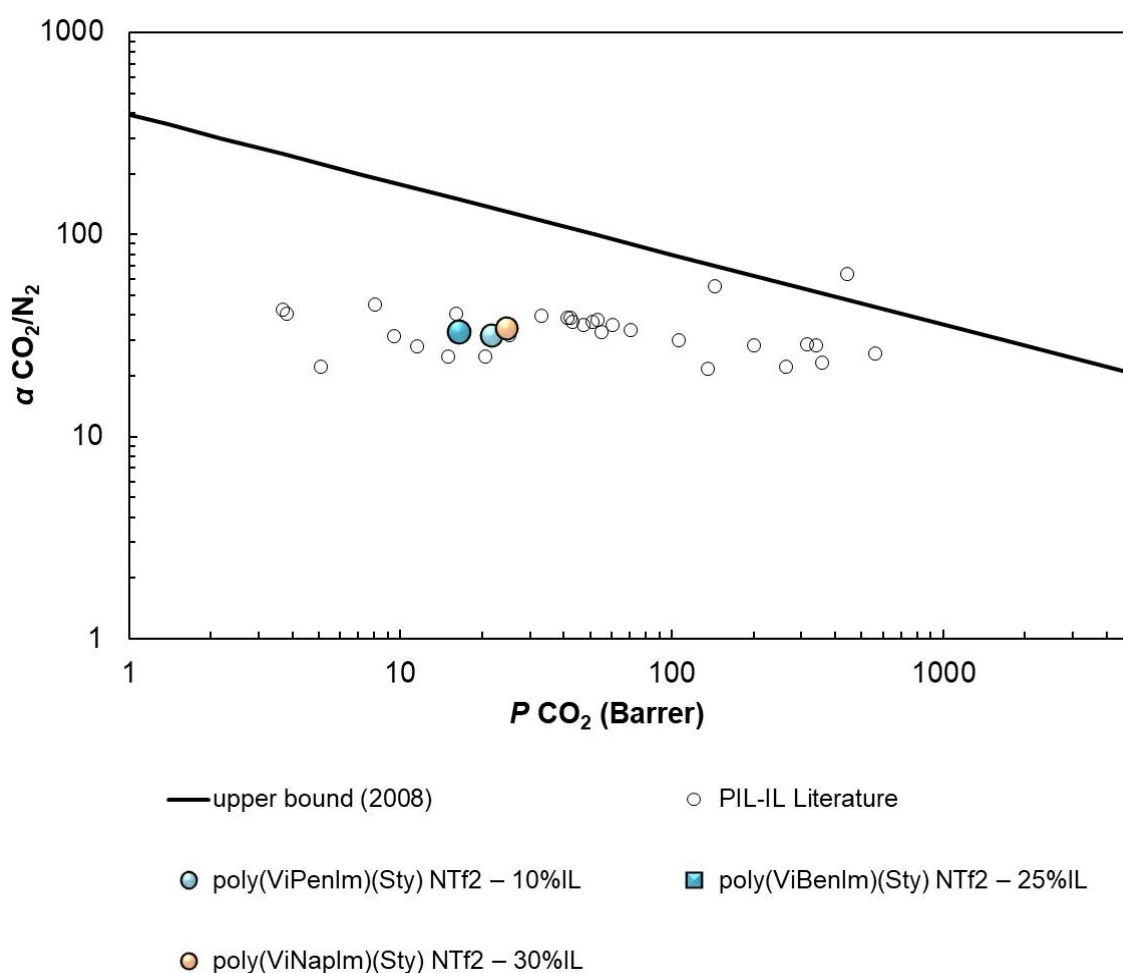 1000
100
10
1
α CO₂/N₂
1
10
100
1000
P CO₂ (Barrer)
upper bound (2008)
PIL-IL Literature
poly(ViPenIm)(Sty) NTf2 – 10%IL
poly(ViBenIm)(Sty) NTf2 – 25%IL
poly(ViNapIm)(Sty) NTf2 – 30%IL